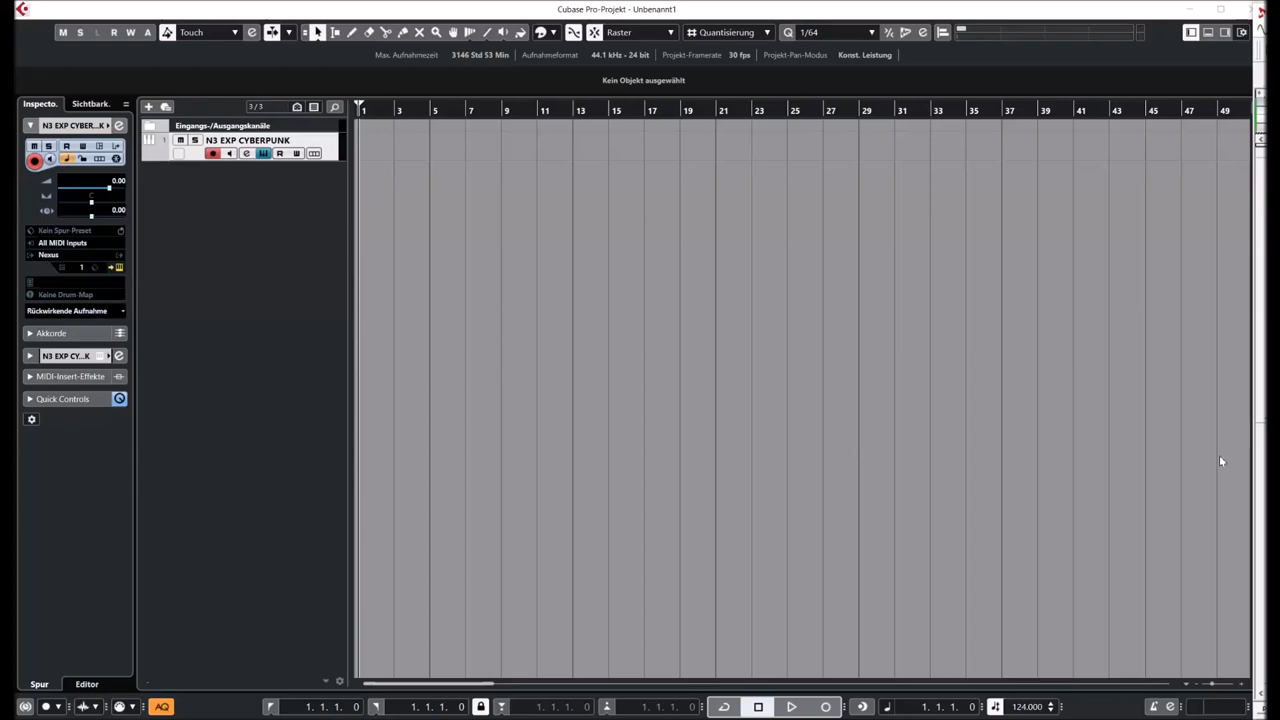 Cubase Pro-Projekt - Unbenannt1
M S L R W A Touch Raster Quantisierung 1/64
Max. Aufnahmezeit 3146 Std 53 Min Aufnahmeformat 44.1 kHz - 24 bit Projekt-Framerate 30 fps Projekt-Pan-Modus Konst. Leistung
Kein Objekt ausgewählt
Inspecto. Sichtbark. 3/3 1 3 5 7 9 11 13 15 17 19 21 23 25 27 29 31 33 35 37 39 41 43 45 47 49
N3 EXP CYBER...K Eingangs-/Ausgangskanäle
1 M S N3 EXP CYBERPUNK
M S R W
R W
0.00
C
0.00
Kein Spur-Preset
All MIDI Inputs
Nexus
1
Keine Drum-Map
Rückwirkende Aufnahme
Akkorde
N3 EXP CY...K
MIDI-Insert-Effekte
Quick Controls
Spur Editor
AQ 1. 1. 1. 0 1. 1. 1. 0 1. 1. 1. 0 1. 1. 1. 0 1. 1. 1. 0 124.000